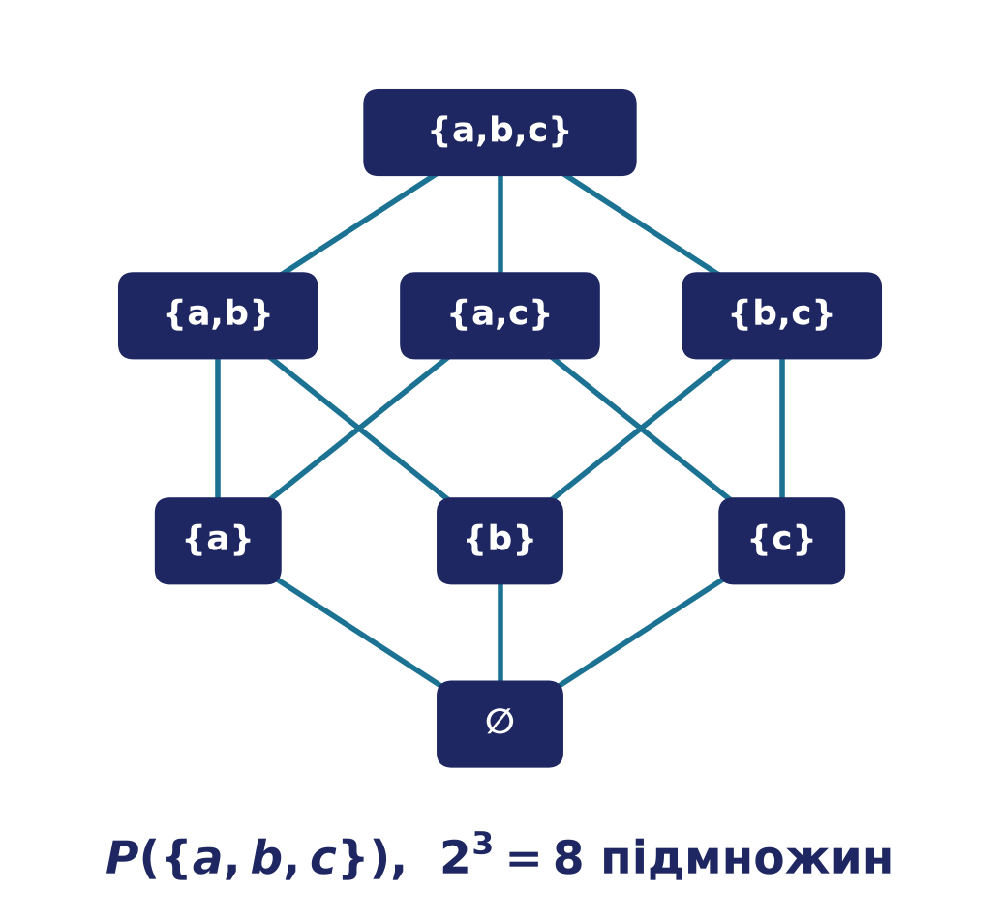 {a,b,c}
{a,b} {a,c} {b,c}
{a} {b} {c}
∅
P({a, b, c}), 2³ = 8 підмножин